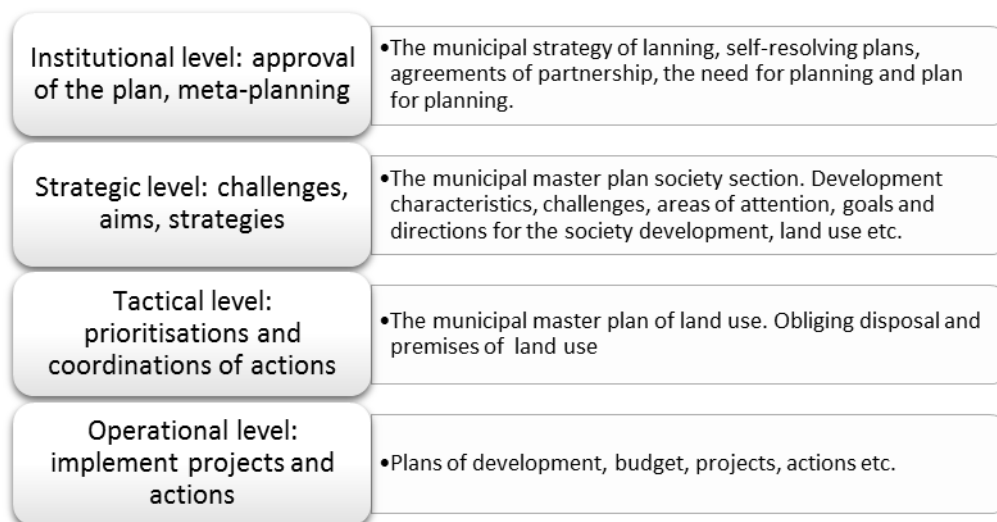 Institutional level: approval
of the plan, meta-planning
•The municipal strategy of lanning, self-resolving plans,
agreements of partnership, the need for planning and plan
for planning.
Strategic level: challenges,
aims, strategies
•The municipal master plan society section. Development
characteristics, challenges, areas of attention, goals and
directions for the society development, land use etc.
Tactical level:
prioritisations and
coordinations of actions
•The municipal master plan of land use. Obliging disposal and
premises of land use
Operational level:
implement projects and
actions
•Plans of development, budget, projects, actions etc.